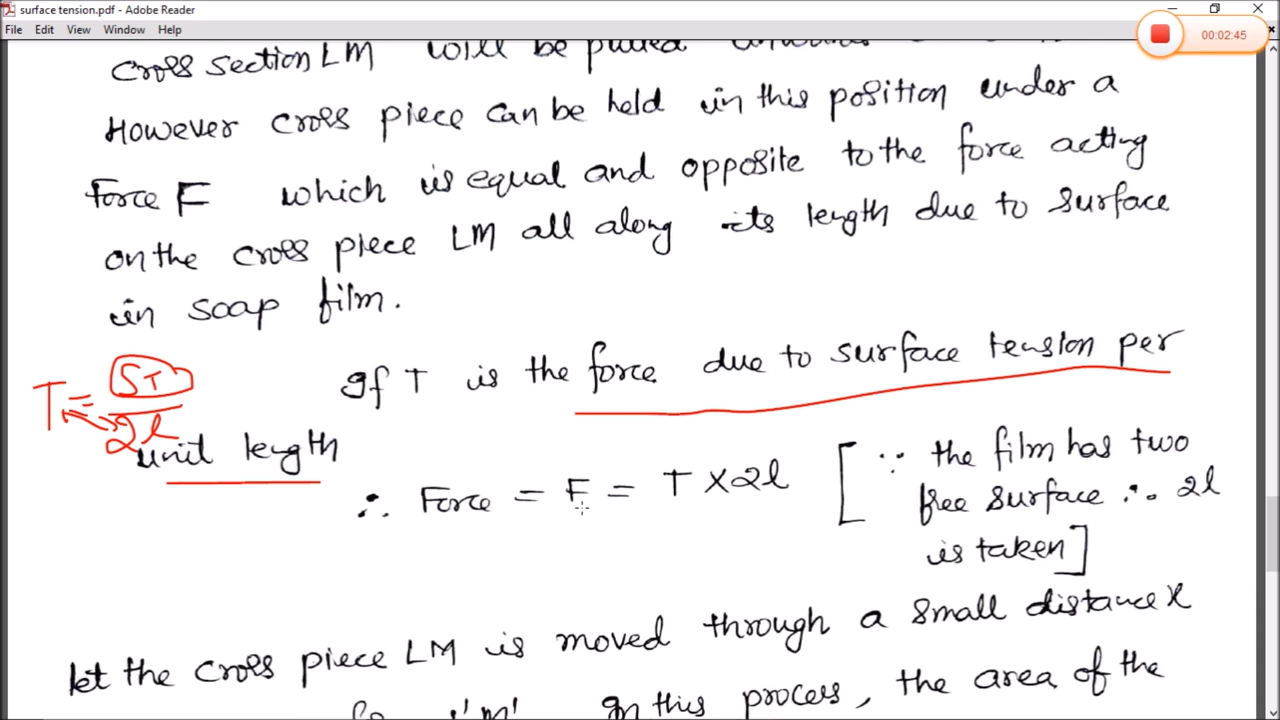 surface tension.pdf - Adobe Reader
File Edit View Window Help
00:02:45
Cross section LM will be pulled
However cross piece can be held in this position under a
Force F which is equal and opposite to the force acting
on the cross piece LM all along its length due to surface
in soap film.
If T is the force due to surface tension per
T = ST
2l
unit length
∴ Force = F = T × 2l [ ∵ the film has two
free surface ∴ 2l
is taken ]
let the cross piece LM is moved through a small distance x
In this process, the area of the